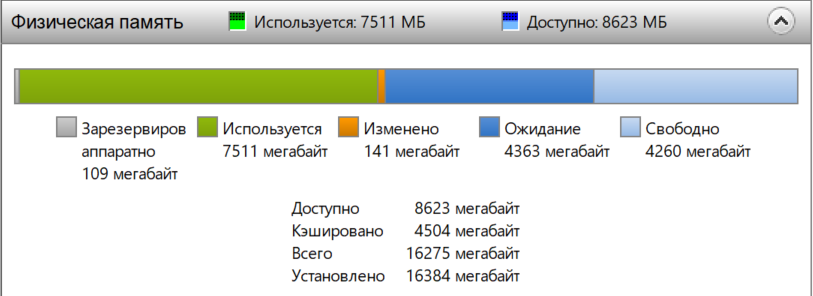 Физическая память
Используется: 7511 МБ
Доступно: 8623 МБ
Зарезервиров
аппаратно
109 мегабайт
Используется
7511 мегабайт
Изменено
141 мегабайт
Ожидание
4363 мегабайт
Свободно
4260 мегабайт
Доступно 8623 мегабайт
Кэшировано 4504 мегабайт
Всего 16275 мегабайт
Установлено 16384 мегабайт